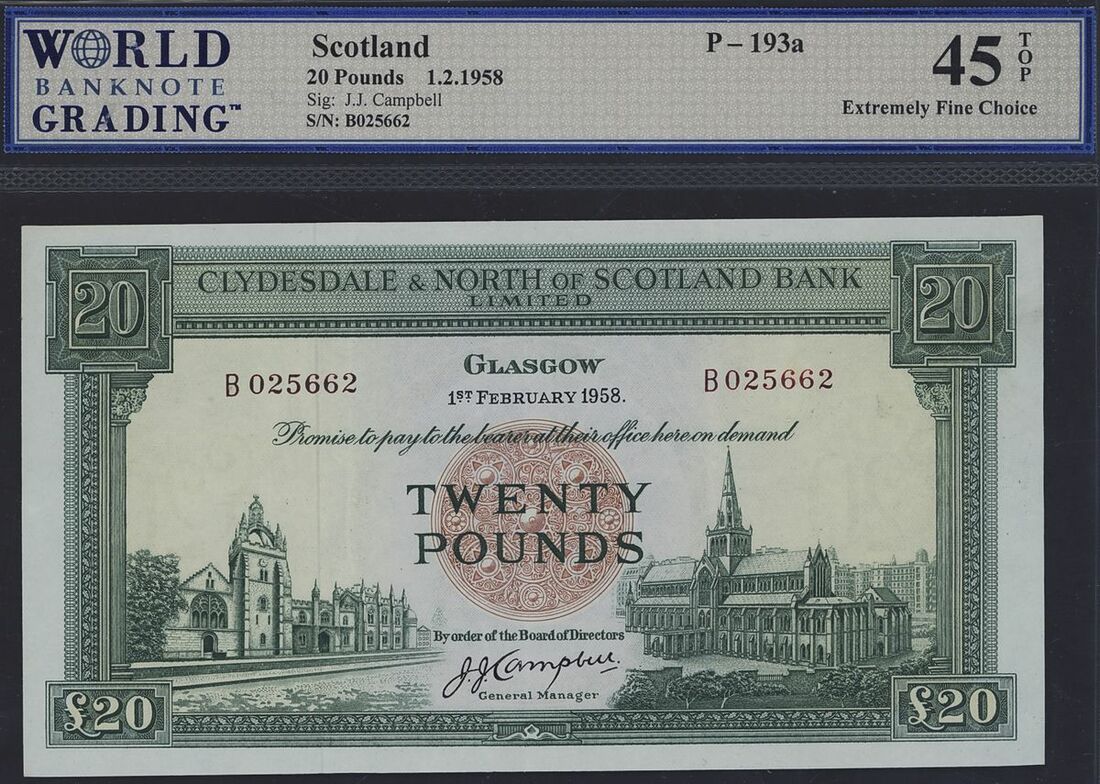 WORLD
BANKNOTE
GRADING™
Scotland
20 Pounds 1.2.1958
Sig: J.J. Campbell
S/N: B025662
P – 193a
45 TOP
Extremely Fine Choice
20
CLYDESDALE & NORTH OF SCOTLAND BANK
LIMITED
20
GLASGOW
B 025662
B 025662
1ST. FEBRUARY 1958.
Promise to pay to the bearer at their office here on demand
TWENTY
POUNDS
By order of the Board of Directors
J.J. Campbell.
General Manager
£20
£20